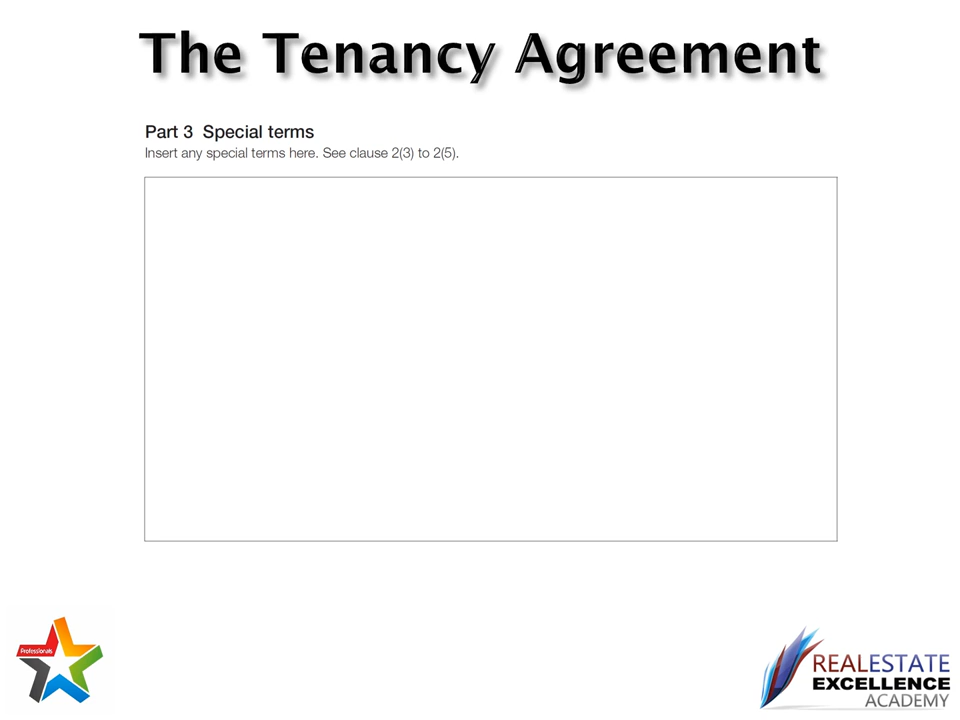 The Tenancy Agreement
Part 3 Special terms
Insert any special terms here. See clause 2(3) to 2(5).
Professionals
REALESTATE
EXCELLENCE
ACADEMY